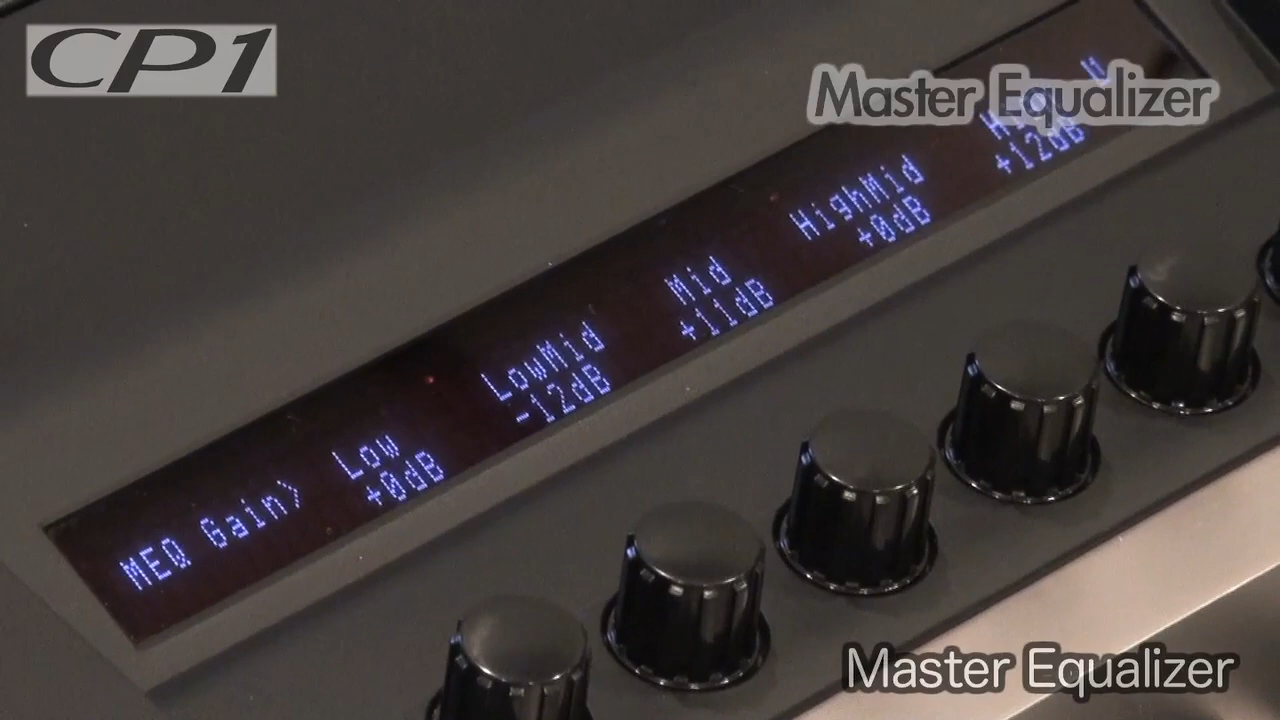 CP1
Master Equalizer
MEQ Gain>
Low
+0dB
LowMid
-12dB
Mid
+11dB
HighMid
+0dB
+12dB
Master Equalizer